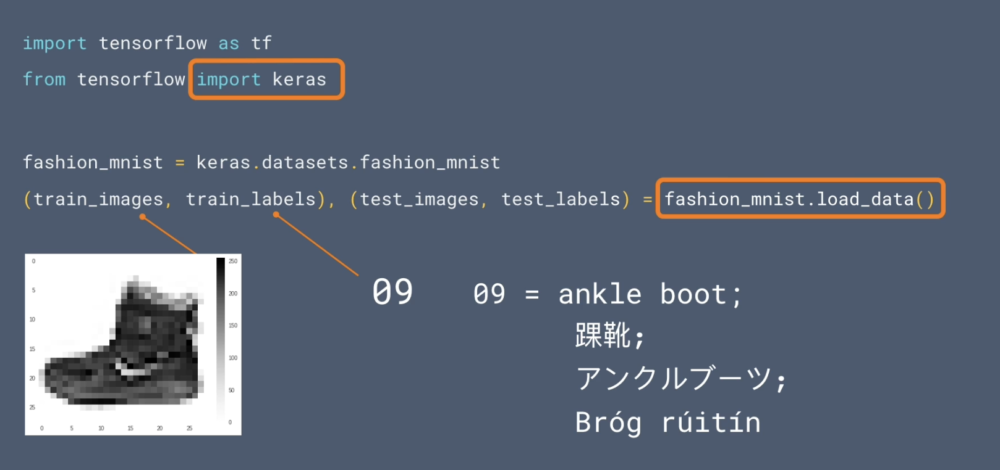 import tensorflow as tf
from tensorflow import keras
fashion_mnist = keras.datasets.fashion_mnist
(train_images, train_labels), (test_images, test_labels) = fashion_mnist.load_data()
0
5
10
15
20
25
0 5 10 15 20 25
250
200
150
100
50
0
09
09 = ankle boot;
踝靴;
アンクルブーツ;
Bróg rúitín